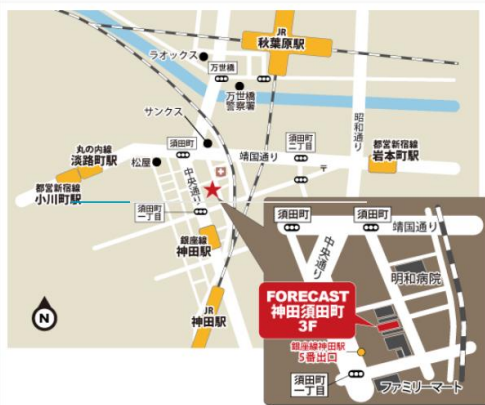 JR
秋葉原駅
ラオックス
万世橋
万世橋
警察署
サンクス
昭和通り
丸の内線
淡路町駅
松屋
須田町
須田町
二丁目
靖国通り
都営新宿線
岩本町駅
都営新宿線
小川町駅
中央通り
須田町
一丁目
銀座線
神田駅
JR
神田駅
N
須田町
須田町
靖国通り
中央通り
明和病院
FORECAST
神田須田町
3F
銀座線神田駅
5番出口
須田町
一丁目
ファミリーマート